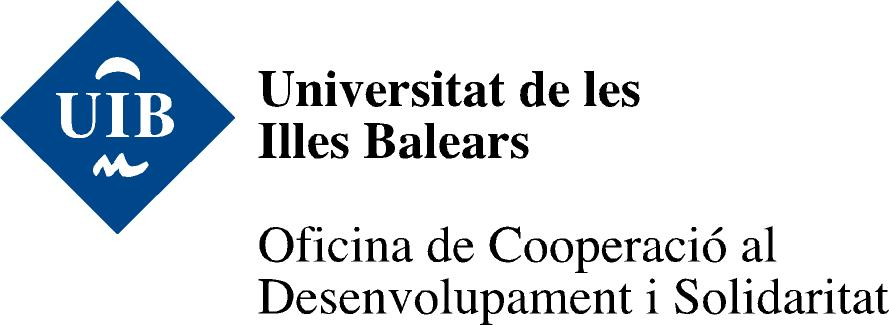 UIB
Universitat de les
Illes Balears
Oficina de Cooperació al
Desenvolupament i Solidaritat